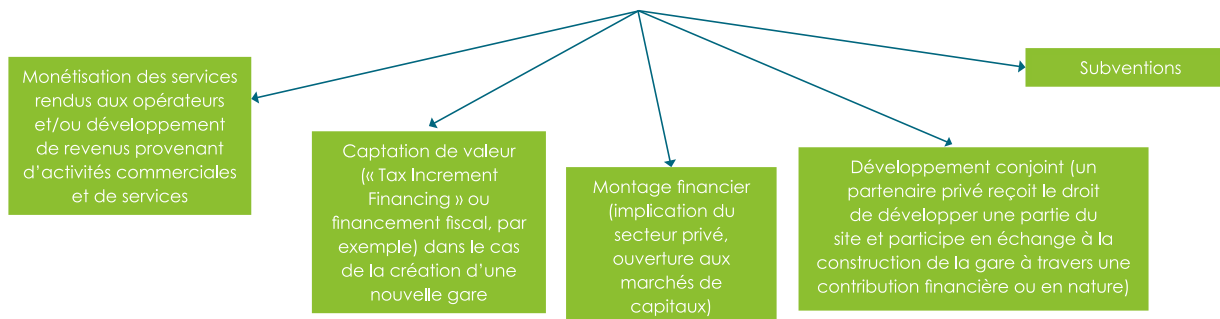 Monétisation des services
rendus aux opérateurs
et/ou développement
de revenus provenant
d’activités commerciales
et de services
Captation de valeur
(« Tax Increment
Financing » ou
financement fiscal, par
exemple) dans le cas
de la création d’une
nouvelle gare
Montage financier
(implication du
secteur privé,
ouverture aux
marchés de
capitaux)
Développement conjoint (un
partenaire privé reçoit le droit
de développer une partie du
site et participe en échange à la
construction de la gare à travers une
contribution financière ou en nature)
Subventions